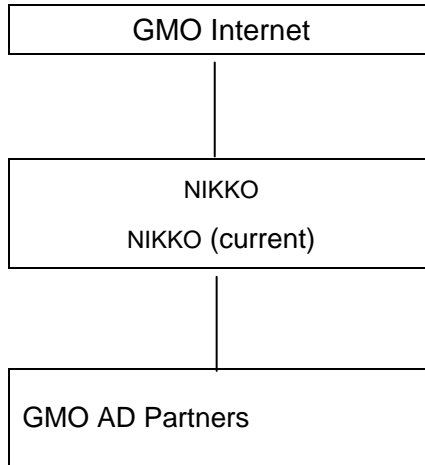 GMO Internet
NIKKO
NIKKO (current)
GMO AD Partners